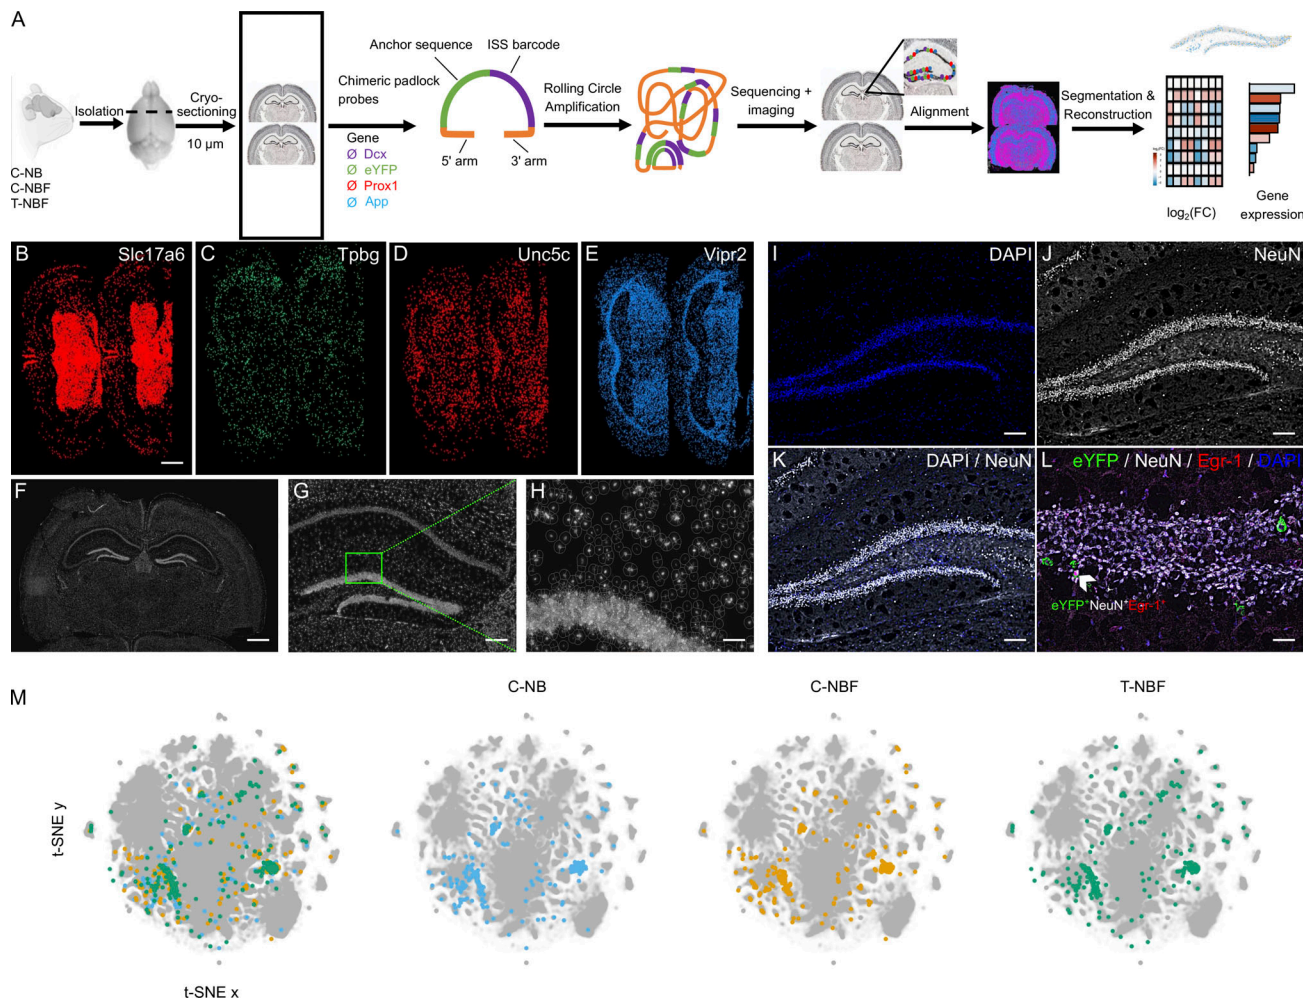 A
Isolation
Cryo-
sectioning
10 µm
C-NB
C-NBF
T-NBF
Chimeric padlock
probes
Gene
Ø Dcx
Ø eYFP
Ø Prox1
Ø App
Anchor sequence
ISS barcode
5' arm
3' arm
Rolling Circle
Amplification
Sequencing +
imaging
Alignment
Segmentation &
Reconstruction
log₂(FC)
log₂(FC)
Gene
expression
B
Slc17a6
C
Tpbg
D
Unc5c
E
Vipr2
F
G
H
I
DAPI
J
NeuN
K
DAPI / NeuN
L
eYFP / NeuN / Egr-1 / DAPI
eYFP⁺NeuN⁺Egr-1⁺
M
C-NB
C-NBF
T-NBF
t-SNE y
t-SNE x